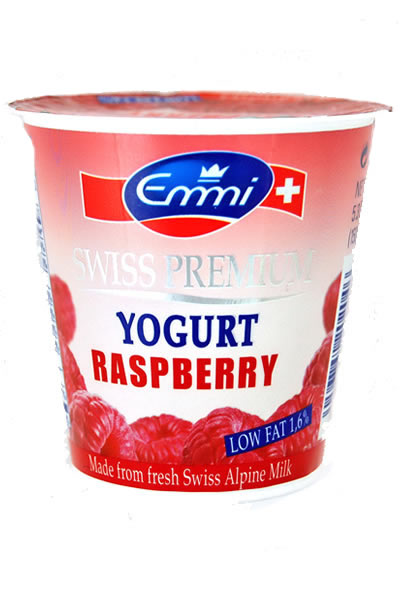 Emmi
SWISS PREMIUM
YOGURT
RASPBERRY
LOW FAT 1,6%
Made from fresh Swiss Alpine Milk